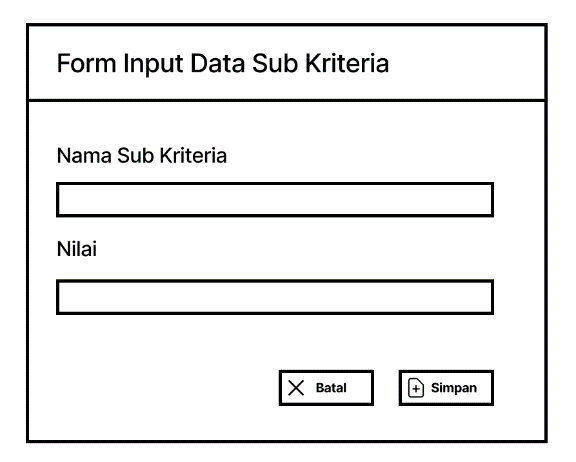 Form Input Data Sub Kriteria
Nama Sub Kriteria
Nilai
Batal Simpan